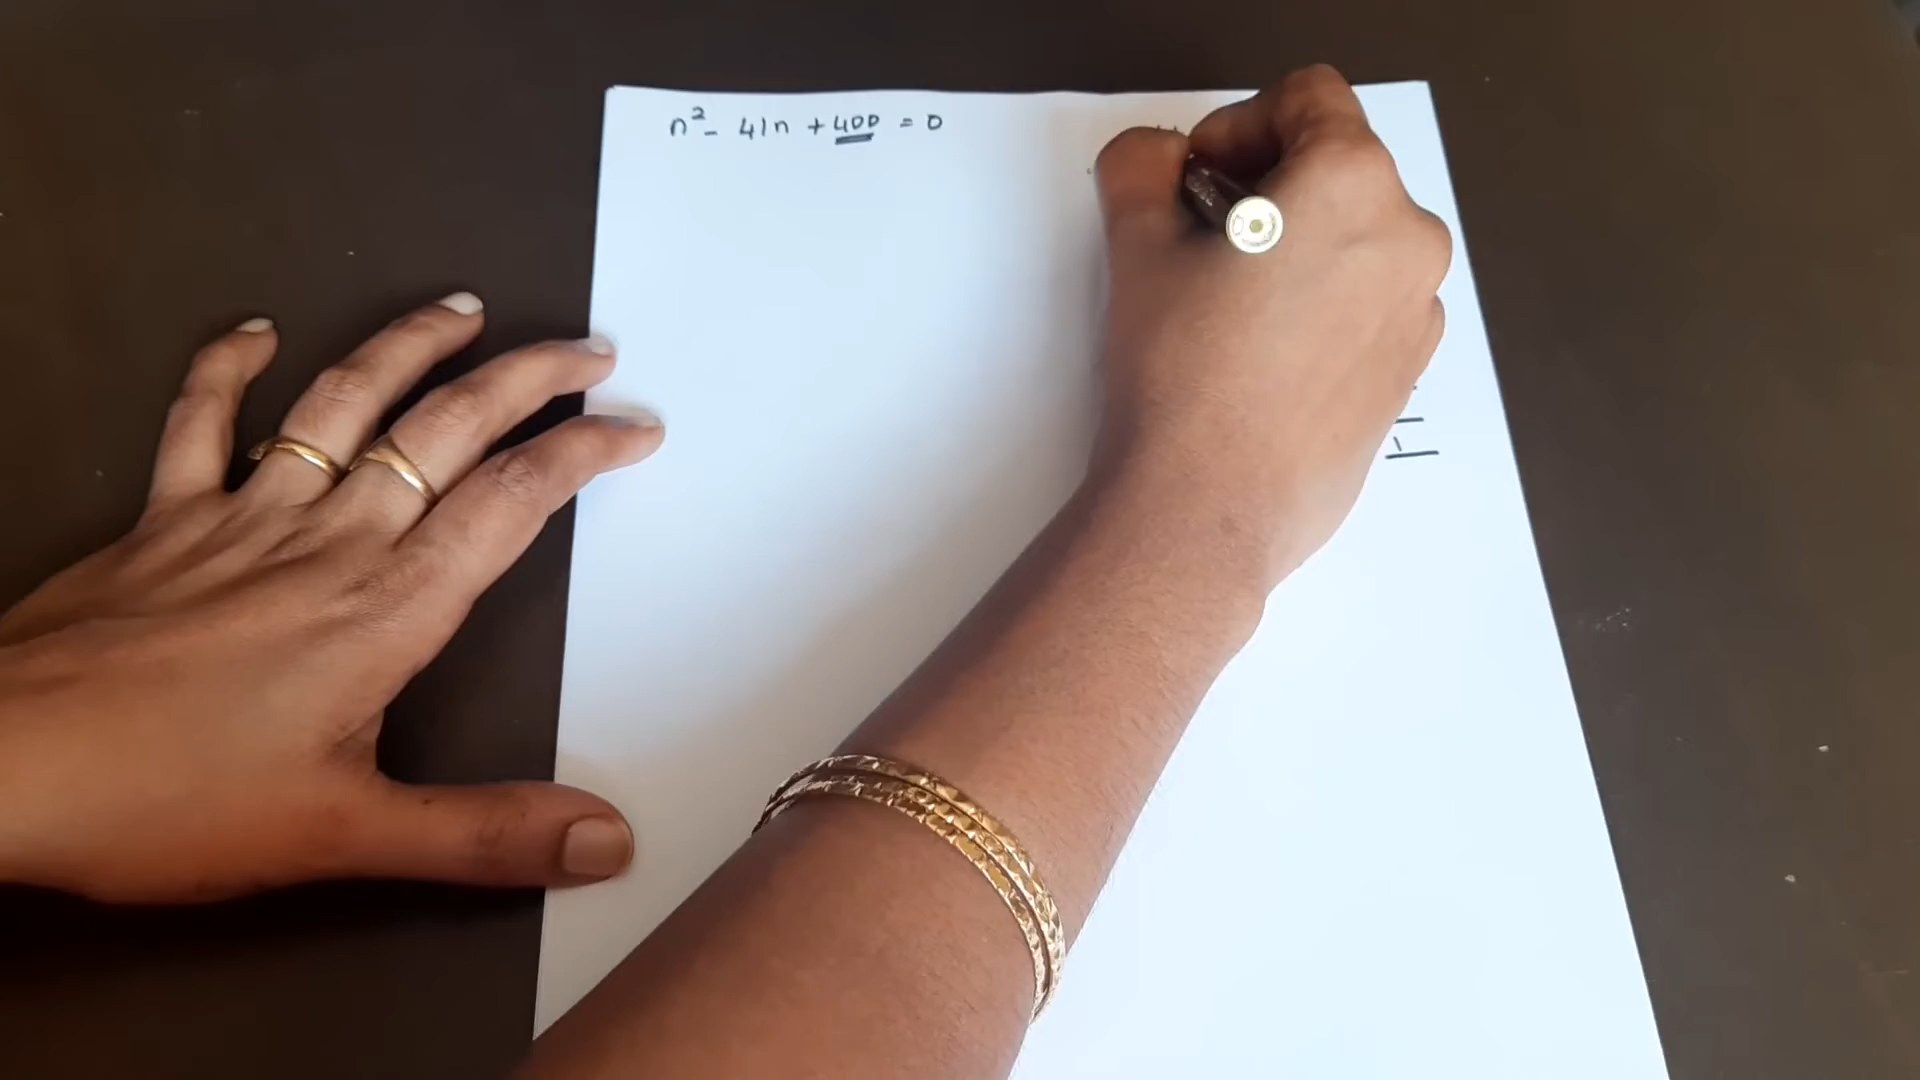 n² - 41n + 400 = 0